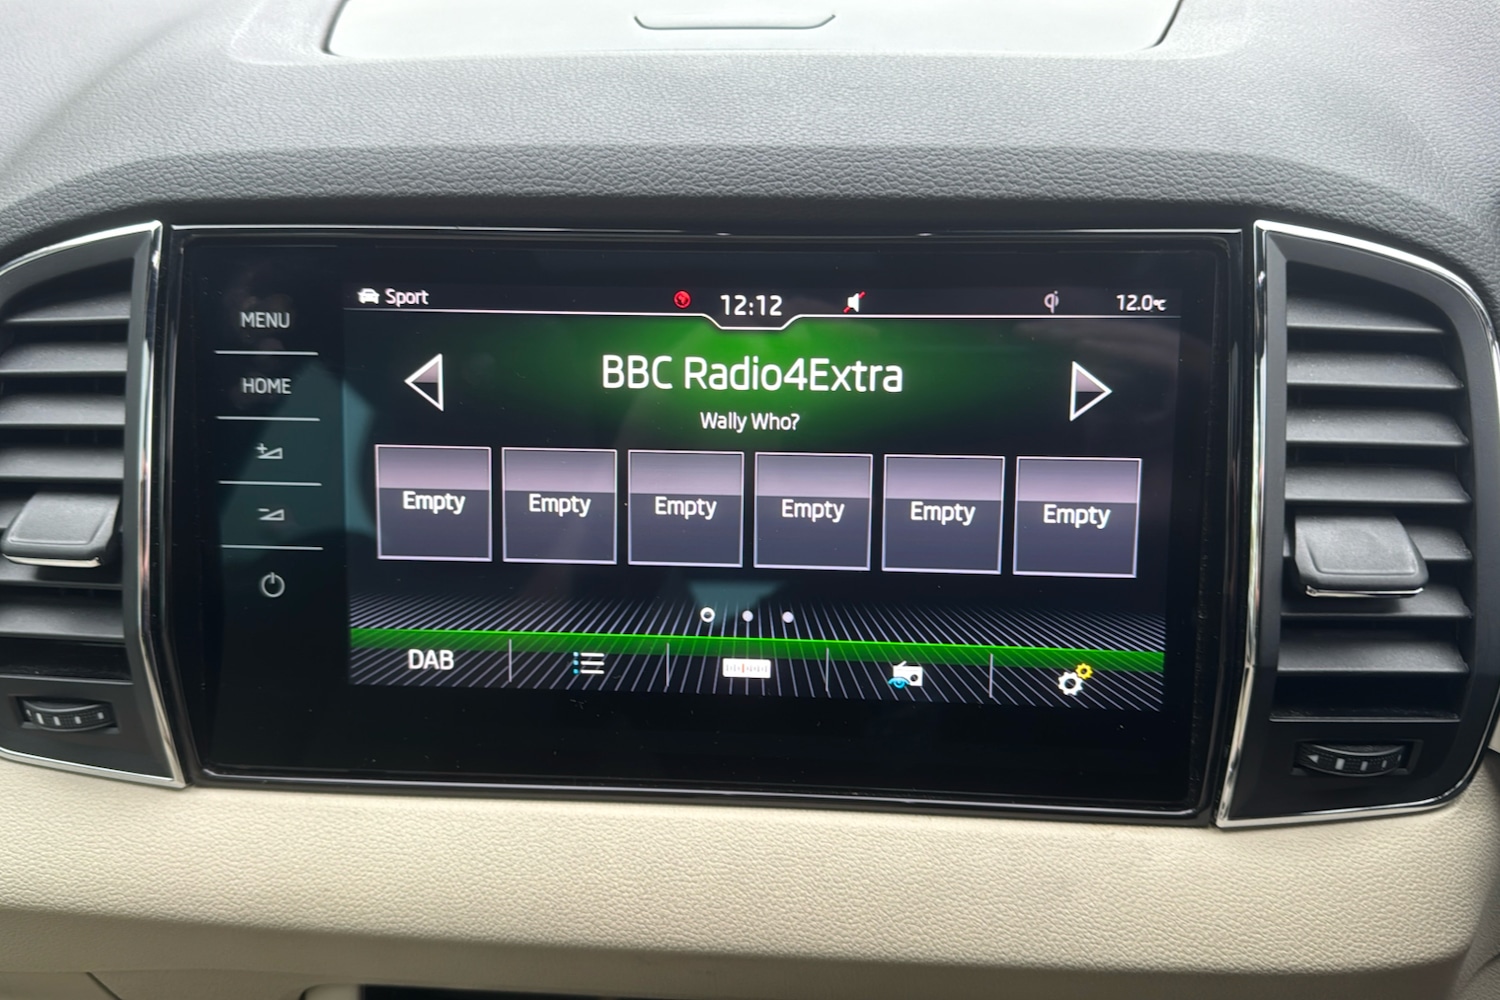 Sport
12:12
12.0°C
MENU
HOME
BBC Radio4Extra
Wally Who?
Empty
Empty
Empty
Empty
Empty
Empty
DAB